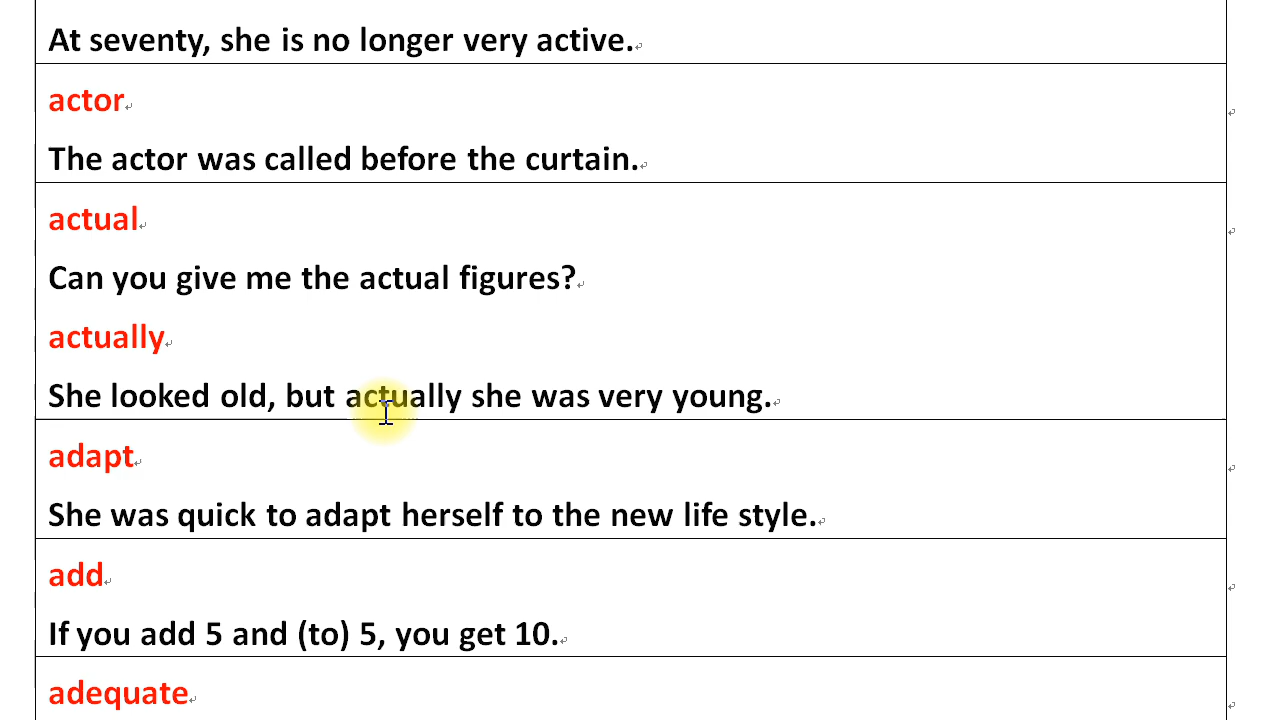 At seventy, she is no longer very active.
actor
The actor was called before the curtain.
actual
Can you give me the actual figures?
actually
She looked old, but actually she was very young.
adapt
She was quick to adapt herself to the new life style.
add
If you add 5 and (to) 5, you get 10.
adequate